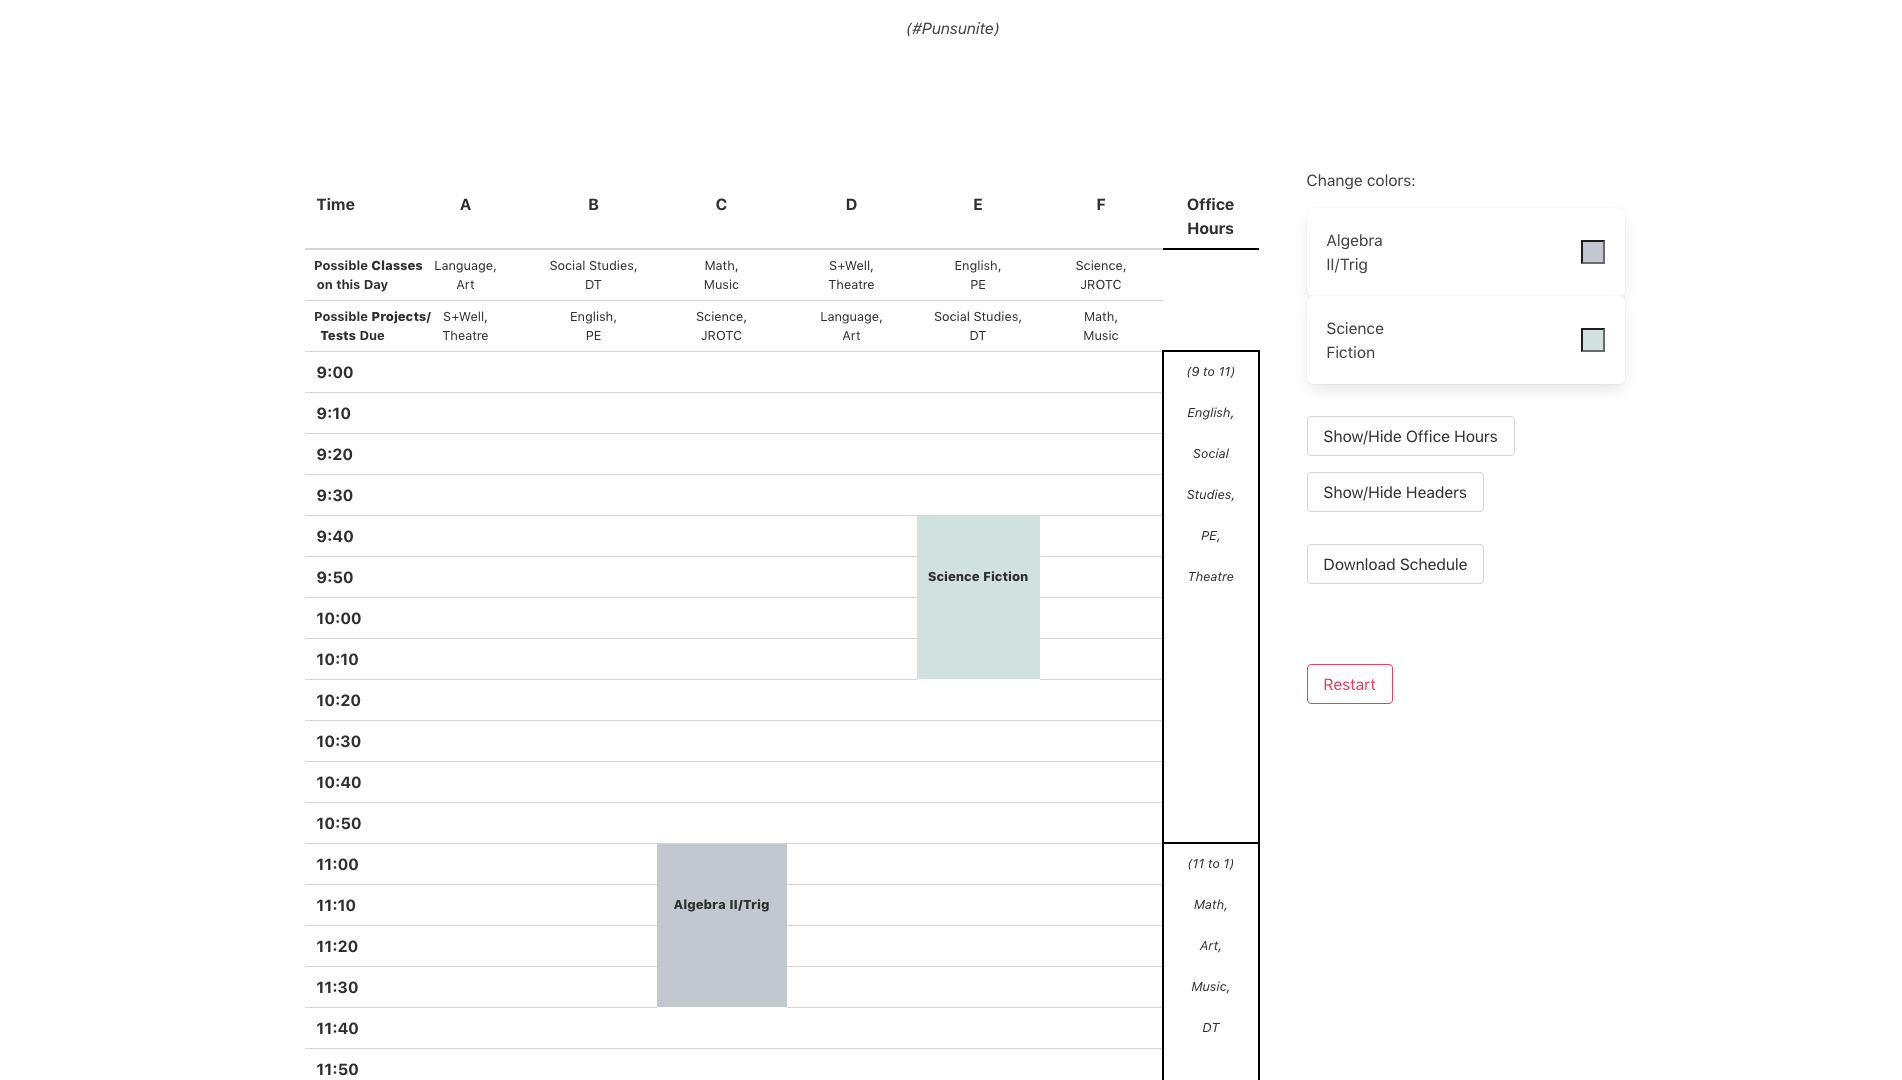 (#Punsunite)
Time A B C D E F Office
Hours
Possible Classes Language, Social Studies, Math, S+Well, English, Science,
on this Day Art DT Music Theatre PE JROTC
Possible Projects/ S+Well, English, Science, Language, Social Studies, Math,
Tests Due Theatre PE JROTC Art DT Music
9:00 (9 to 11)
9:10 English,
9:20 Social
9:30 Studies,
9:40 PE,
9:50 Science Fiction Theatre
10:00
10:10
10:20
10:30
10:40
10:50
11:00 (11 to 1)
11:10 Algebra II/Trig Math,
11:20 Art,
11:30 Music,
11:40 DT
11:50
Change colors:
Algebra
II/Trig
Science
Fiction
Show/Hide Office Hours
Show/Hide Headers
Download Schedule
Restart